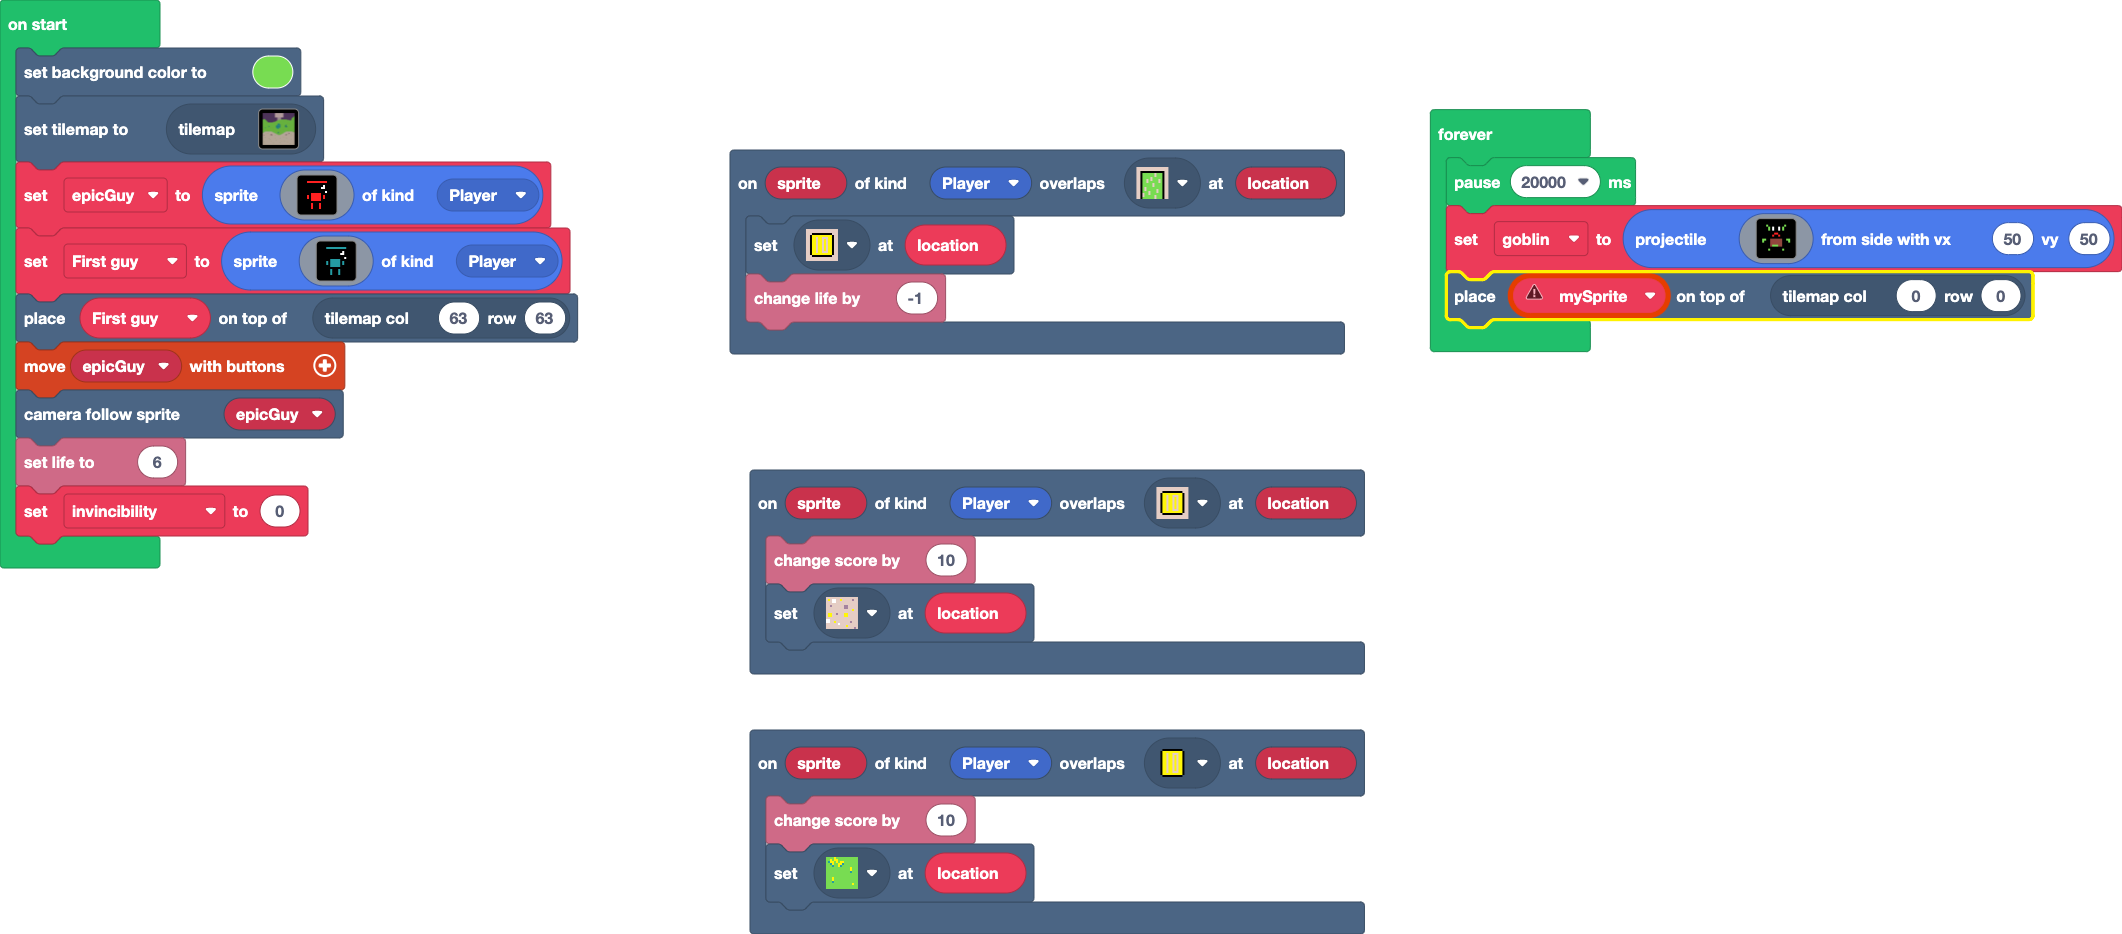 on start
set background color to
set tilemap to tilemap
set epicGuy to sprite of kind Player
set First guy to sprite of kind Player
place First guy on top of tilemap col 63 row 63
move epicGuy with buttons
camera follow sprite epicGuy
set life to 6
set invincibility to 0
on sprite of kind Player overlaps at location
set at location
change life by -1
on sprite of kind Player overlaps at location
change score by 10
set at location
on sprite of kind Player overlaps at location
change score by 10
set at location
forever
pause 20000 ms
set goblin to projectile from side with vx 50 vy 50
place mySprite on top of tilemap col 0 row 0